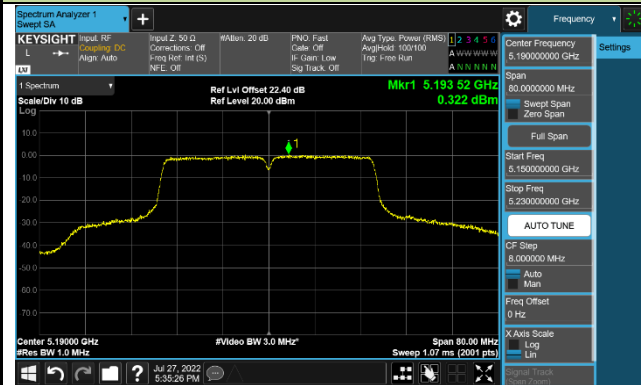 Spectrum Analyzer 1
Swept SA
Frequency
KEYSIGHT
Input: RF
Coupling: DC
Align: Auto
Input Z: 50 Ω
Corrections: Off
Freq Ref: Int (S)
NFE: Off
#Atten: 20 dB
PNO: Fast
Gate: Off
IF Gain: Low
Sig Track: Off
Avg Type: Power (RMS)
Avg|Hold: 100/100
Trig: Free Run
1 2 3 4 5 6
A W W W W W
A N N N N N
L
LXI
1 Spectrum
Scale/Div 10 dB
Log
Ref Lvl Offset 22.40 dB
Ref Level 20.00 dBm
Mkr1 5.193 52 GHz
0.322 dBm
1
10.0
0.00
-10.0
-20.0
-30.0
-40.0
-50.0
-60.0
-70.0
Center 5.19000 GHz
#Res BW 1.0 MHz
#Video BW 3.0 MHz*
Span 80.00 MHz
Sweep 1.07 ms (2001 pts)
Center Frequency
5.190000000 GHz
Settings
Span
80.0000000 MHz
Swept Span
Zero Span
Full Span
Start Freq
5.150000000 GHz
Stop Freq
5.230000000 GHz
AUTO TUNE
CF Step
8.000000 MHz
Auto
Man
Freq Offset
0 Hz
X Axis Scale
Log
Lin
Signal Track
(Span Zoom)
Jul 27, 2022
5:35:26 PM